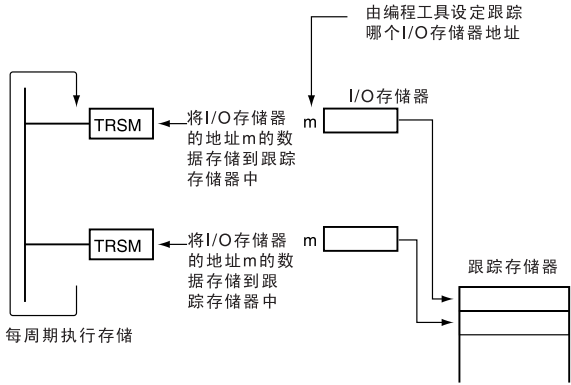 由编程工具设定跟踪
哪个I/O存储器地址
I/O存储器
TRSM
将I/O存储器
的地址m的数
据存储到跟踪
存储器中
m
TRSM
将I/O存储器
的地址m的数
据存储到跟
踪存储器中
m
跟踪存储器
每周期执行存储